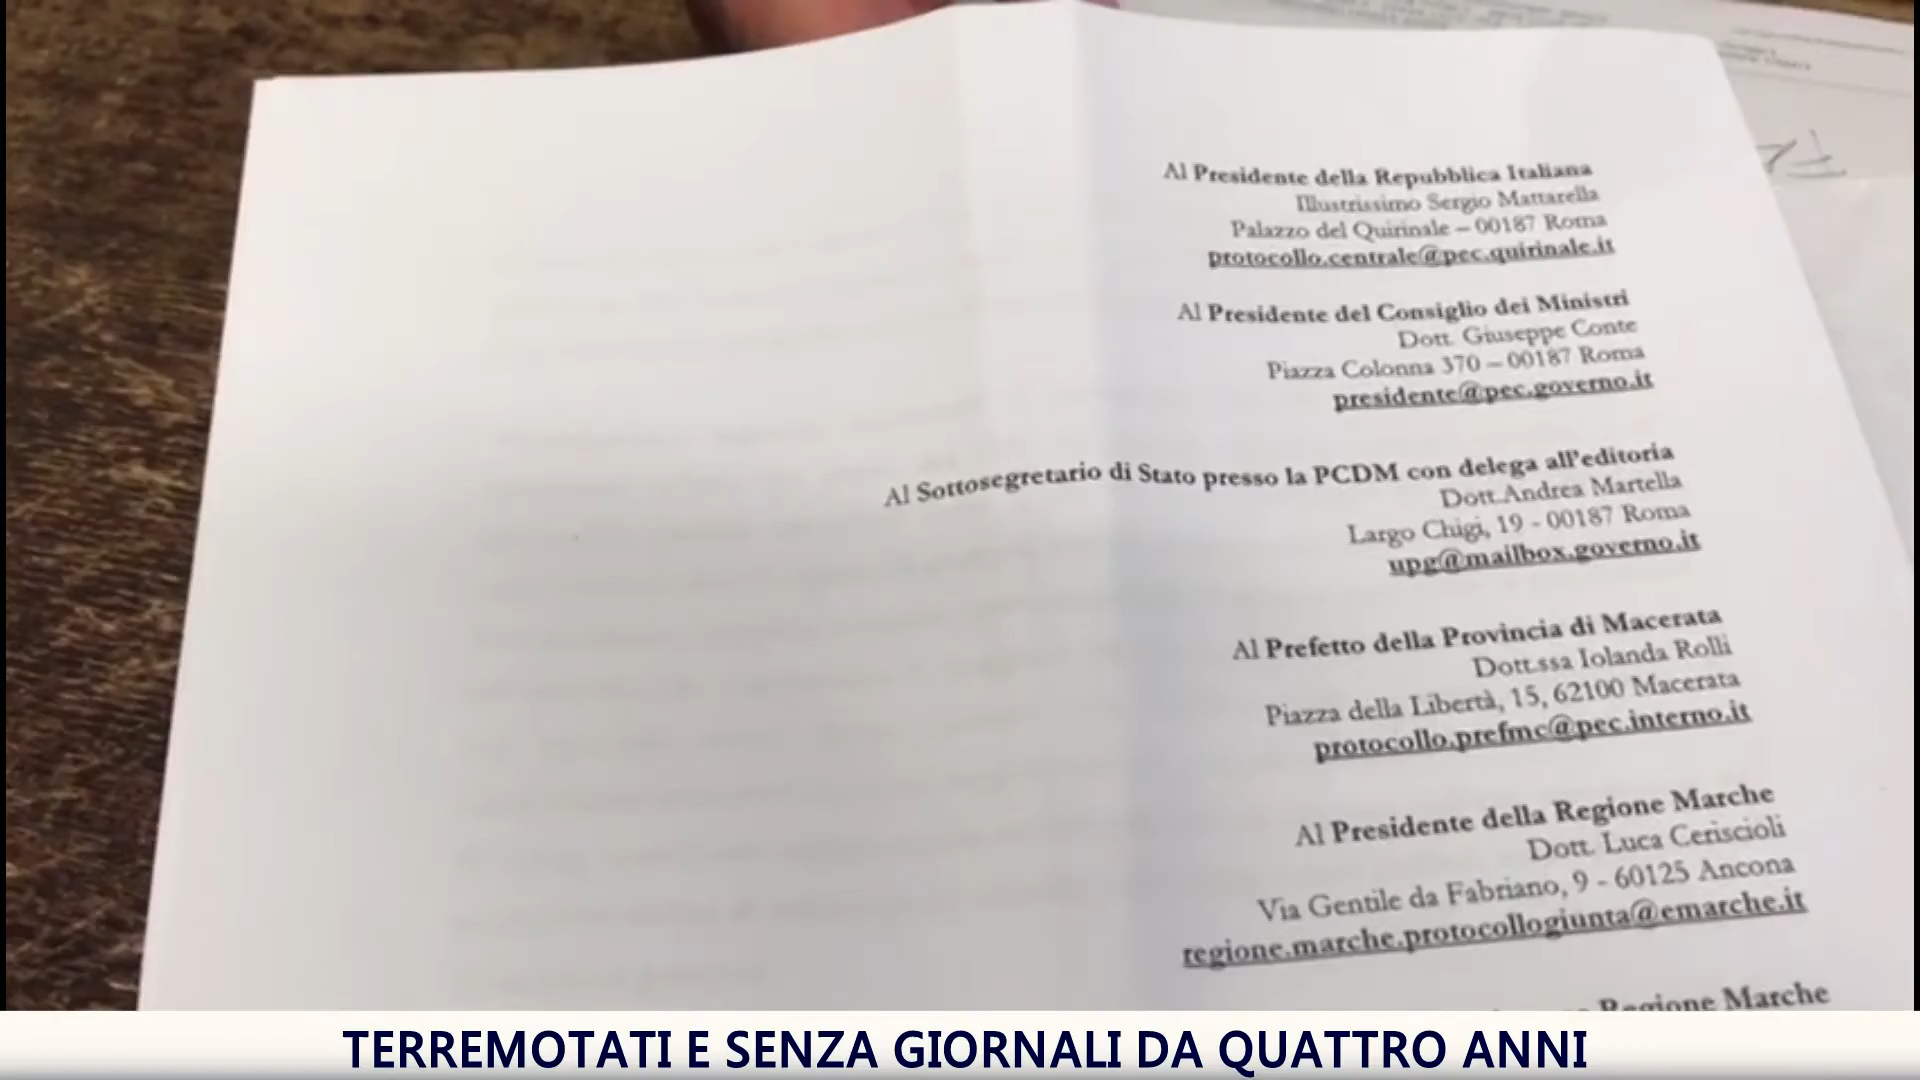 Al Presidente della Repubblica Italiana
Illustrissimo Sergio Mattarella
Palazzo del Quirinale – 00187 Roma
protocollo.centrale@pec.quirinale.it
Al Presidente del Consiglio dei Ministri
Dott. Giuseppe Conte
Piazza Colonna 370 – 00187 Roma
presidente@pec.governo.it
Al Sottosegretario di Stato presso la PCDM con delega all'editoria
Dott.Andrea Martella
Largo Chigi, 19 - 00187 Roma
upg@mailbox.governo.it
Al Prefetto della Provincia di Macerata
Dott.ssa Iolanda Rolli
Piazza della Libertà, 15, 62100 Macerata
protocollo.prefmc@pec.interno.it
Al Presidente della Regione Marche
Dott. Luca Ceriscioli
Via Gentile da Fabriano, 9 - 60125 Ancona
regione.marche.protocollogiunta@emarche.it
Regione Marche
TERREMOTATI E SENZA GIORNALI DA QUATTRO ANNI